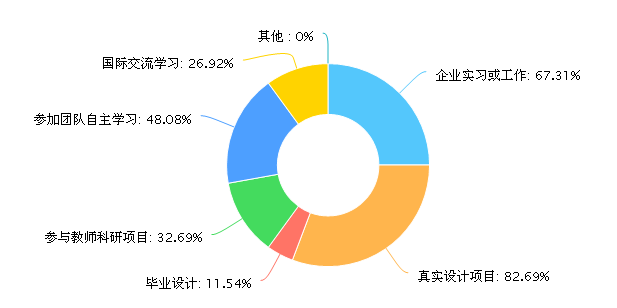 其他 : 0%
国际交流学习: 26.92%
企业实习或工作: 67.31%
参加团队自主学习: 48.08%
参与教师科研项目: 32.69%
真实设计项目: 82.69%
毕业设计: 11.54%